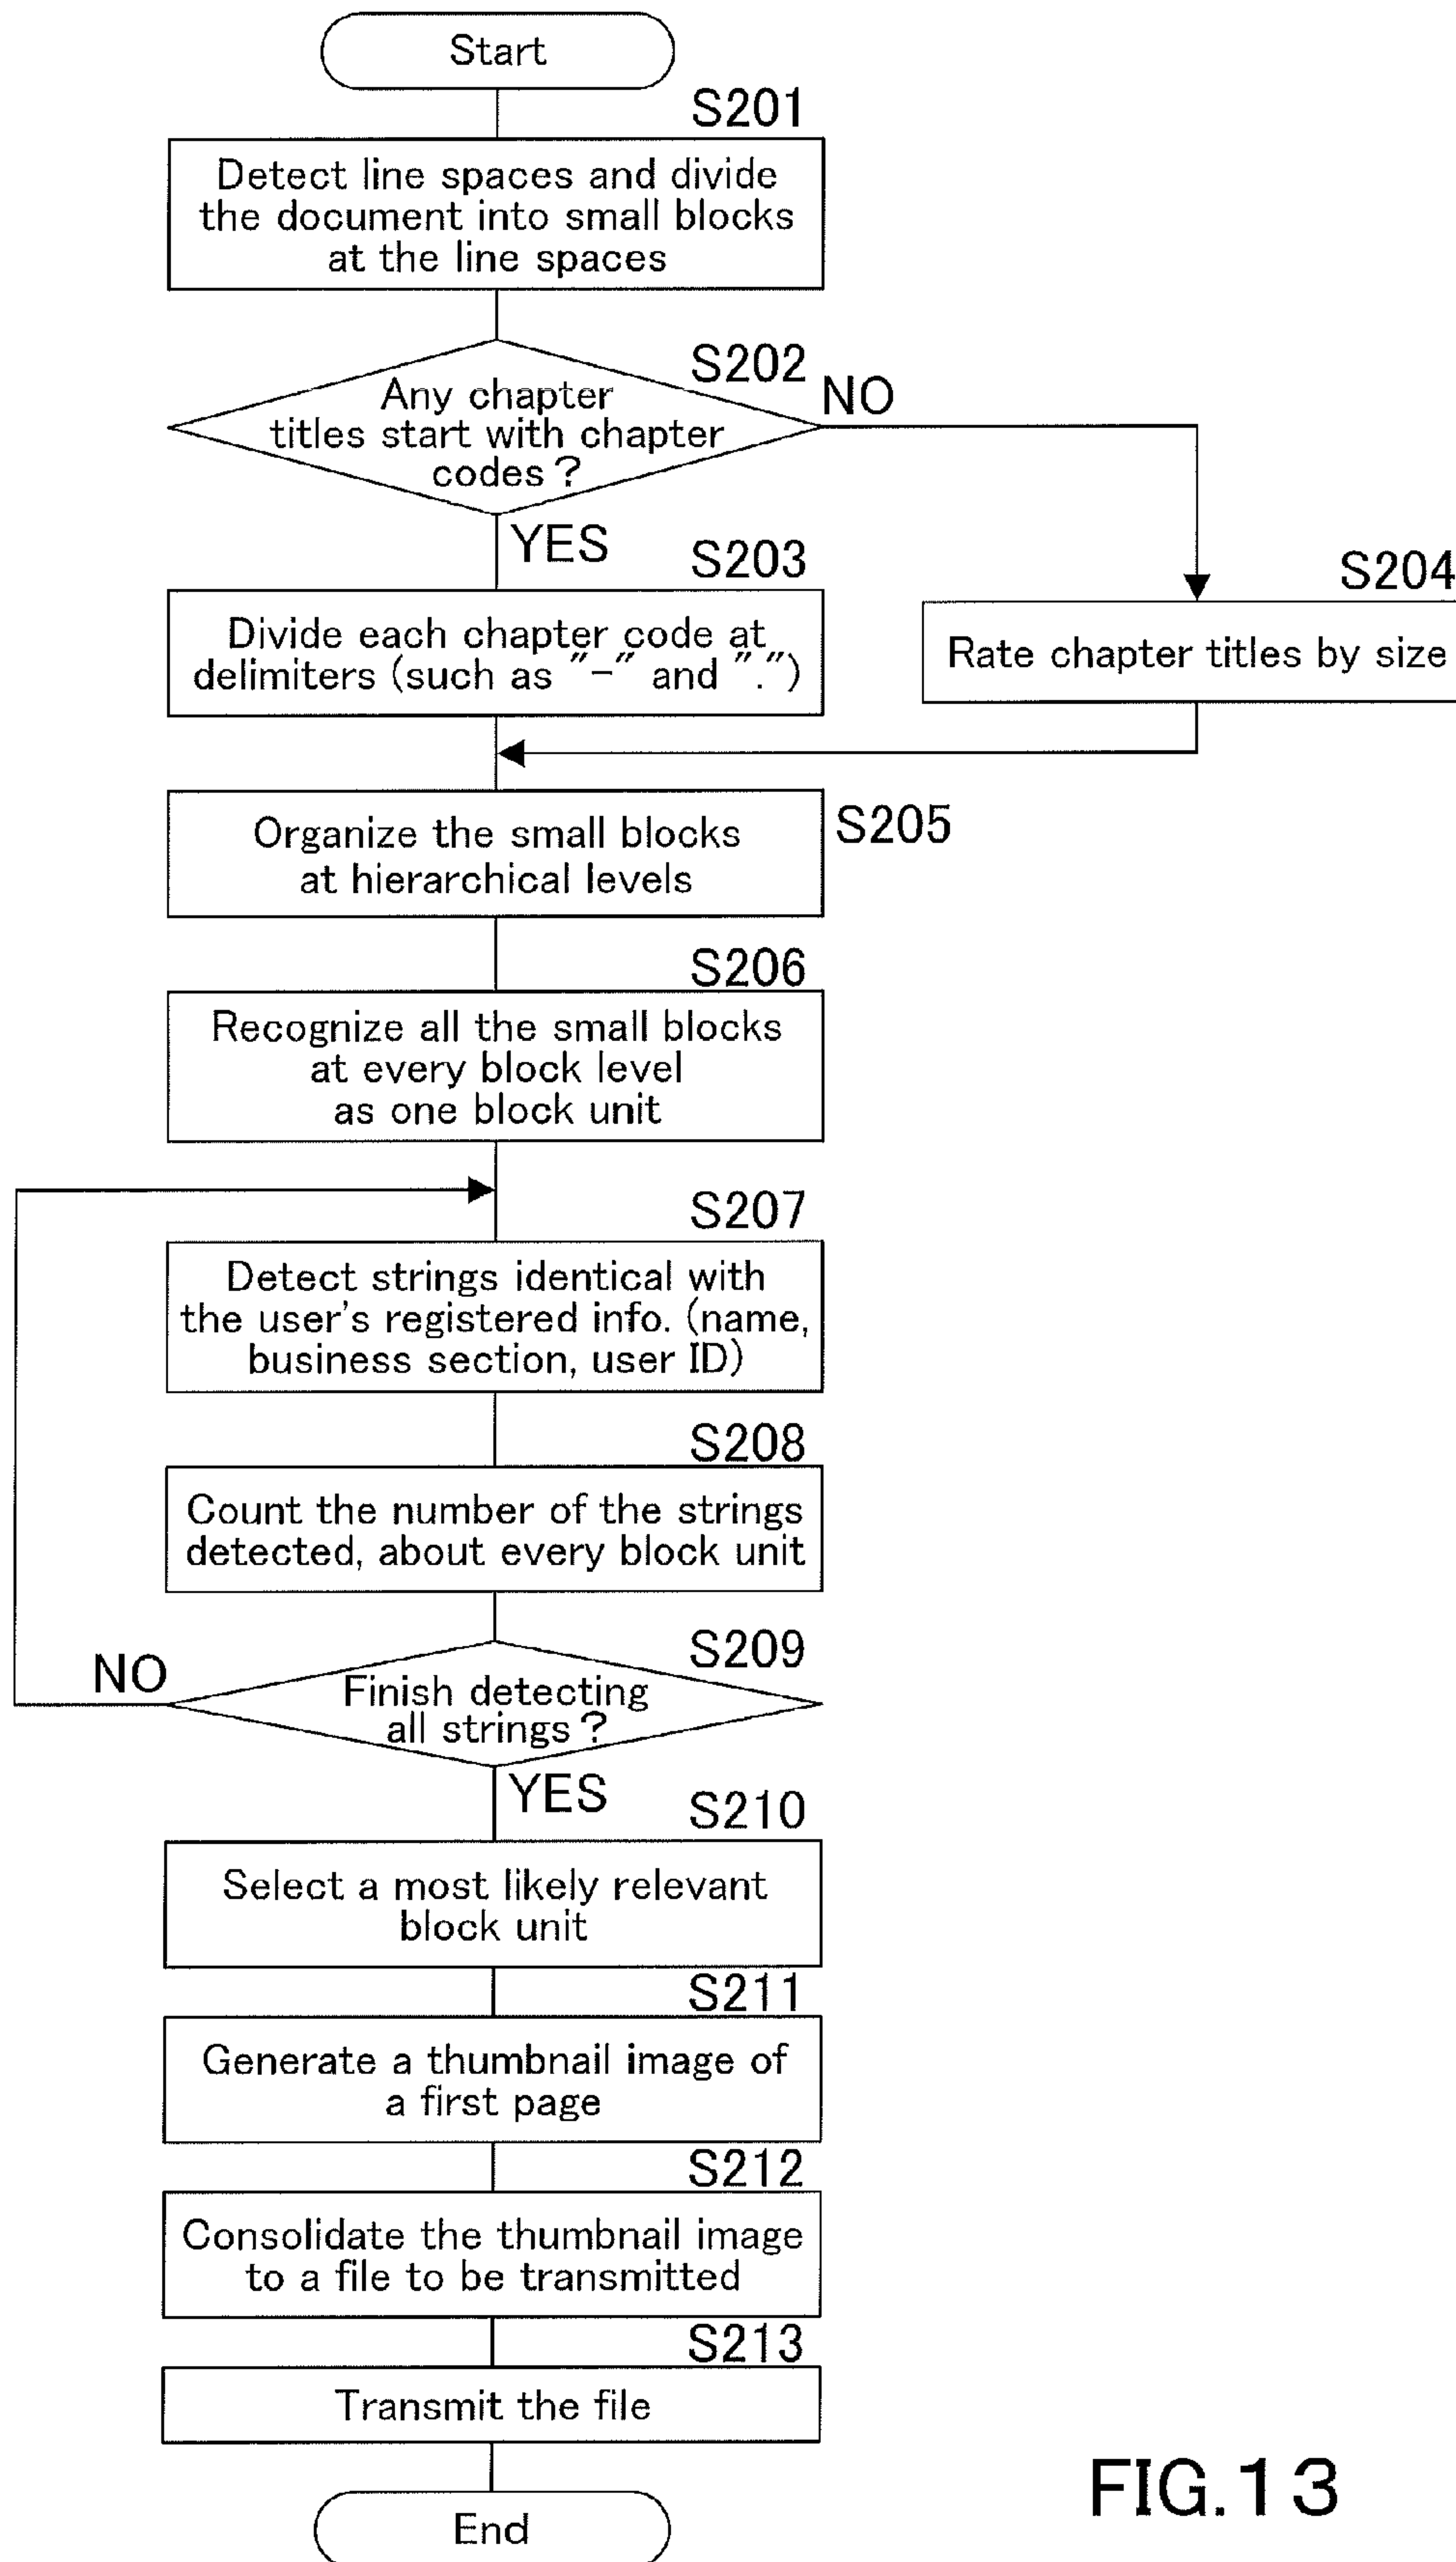 Start
S201
Detect line spaces and divide
the document into small blocks
at the line spaces
S202
Any chapter
titles start with chapter
codes?
NO
YES
S203
Divide each chapter code at
delimiters (such as "-" and ".")
S204
Rate chapter titles by size
Organize the small blocks
at hierarchical levels
S205
S206
Recognize all the small blocks
at every block level
as one block unit
S207
Detect strings identical with
the user's registered info. (name,
business section, user ID)
S208
Count the number of the strings
detected, about every block unit
S209
NO
Finish detecting
all strings?
YES
S210
Select a most likely relevant
block unit
S211
Generate a thumbnail image of
a first page
S212
Consolidate the thumbnail image
to a file to be transmitted
S213
Transmit the file
End
FIG.13